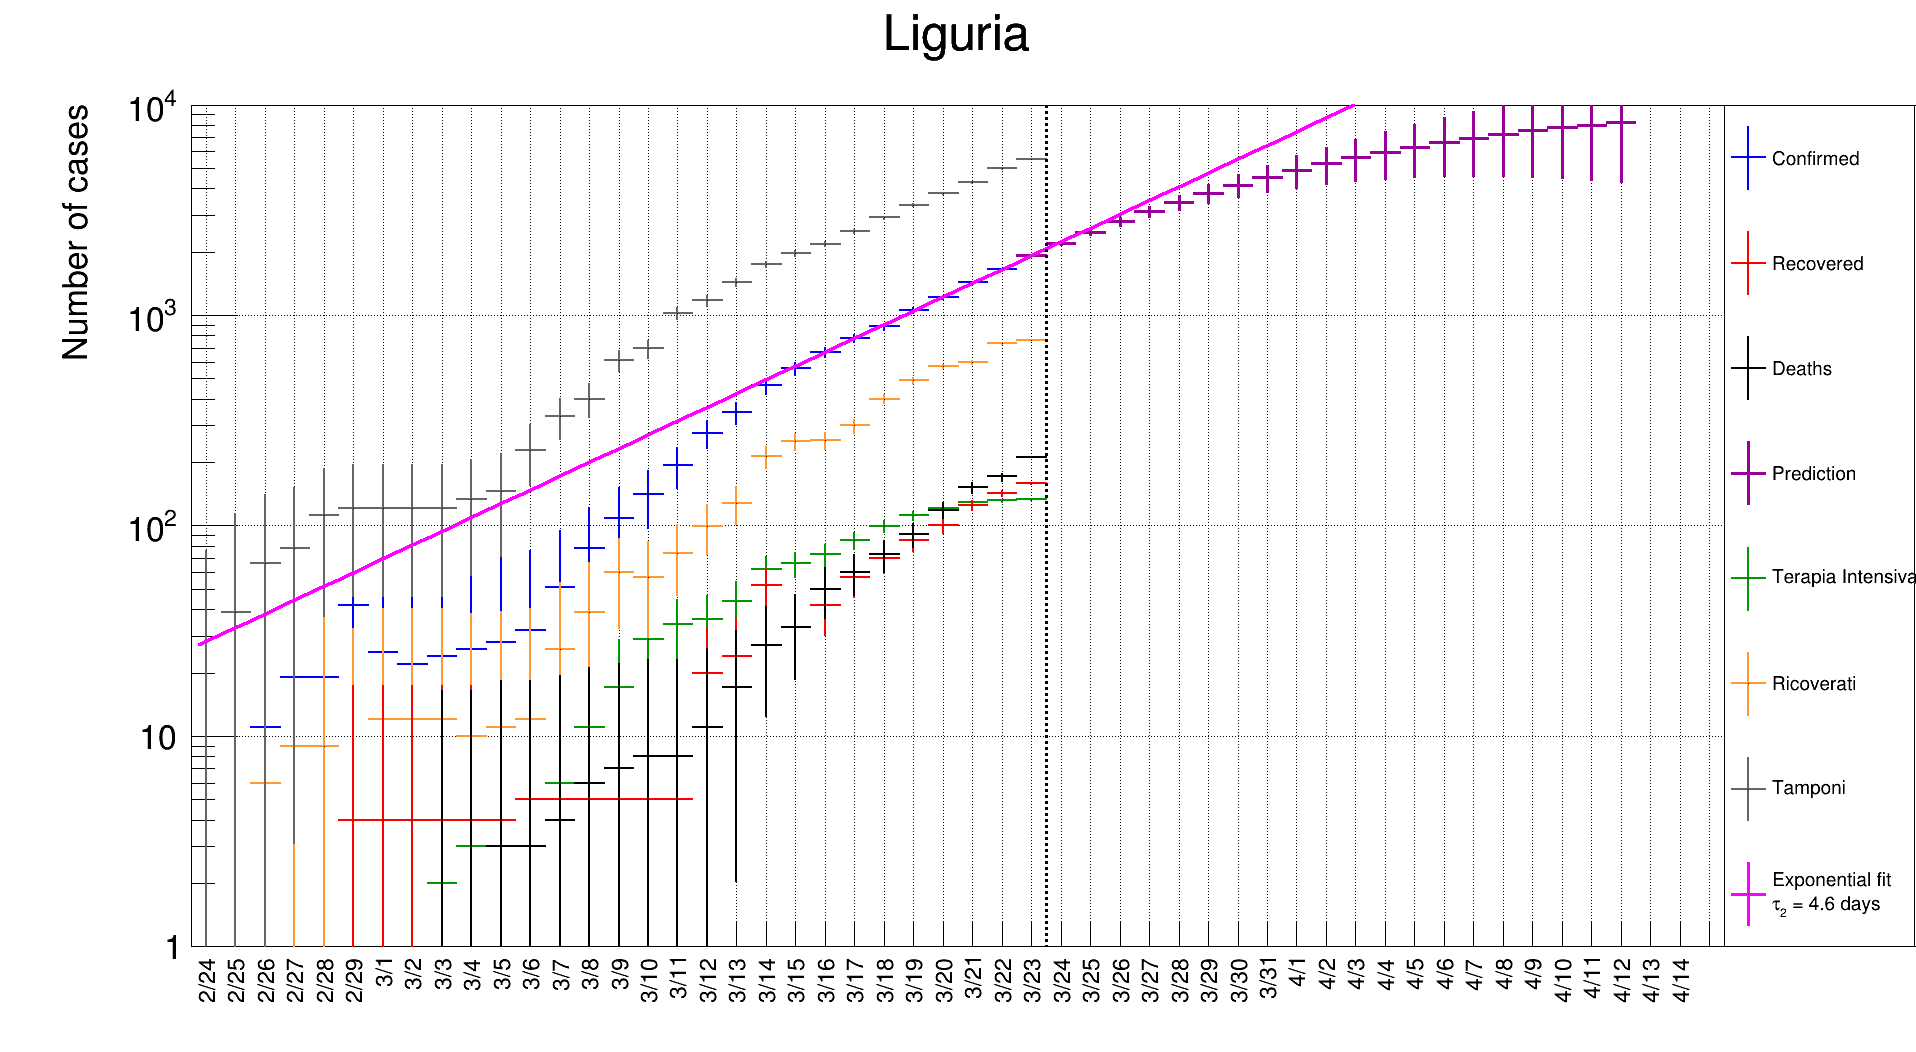 Liguria
Number of cases
10⁴
10³
10²
10
1
2/24 2/25 2/26 2/27 2/28 2/29 3/1 3/2 3/3 3/4 3/5 3/6 3/7 3/8 3/9 3/10 3/11 3/12 3/13 3/14 3/15 3/16 3/17 3/18 3/19 3/20 3/21 3/22 3/23 3/24 3/25 3/26 3/27 3/28 3/29 3/30 3/31 4/1 4/2 4/3 4/4 4/5 4/6 4/7 4/8 4/9 4/10 4/11 4/12 4/13 4/14
Confirmed
Recovered
Deaths
Prediction
Terapia Intensiva
Ricoverati
Tamponi
Exponential fit
τ₂ = 4.6 days